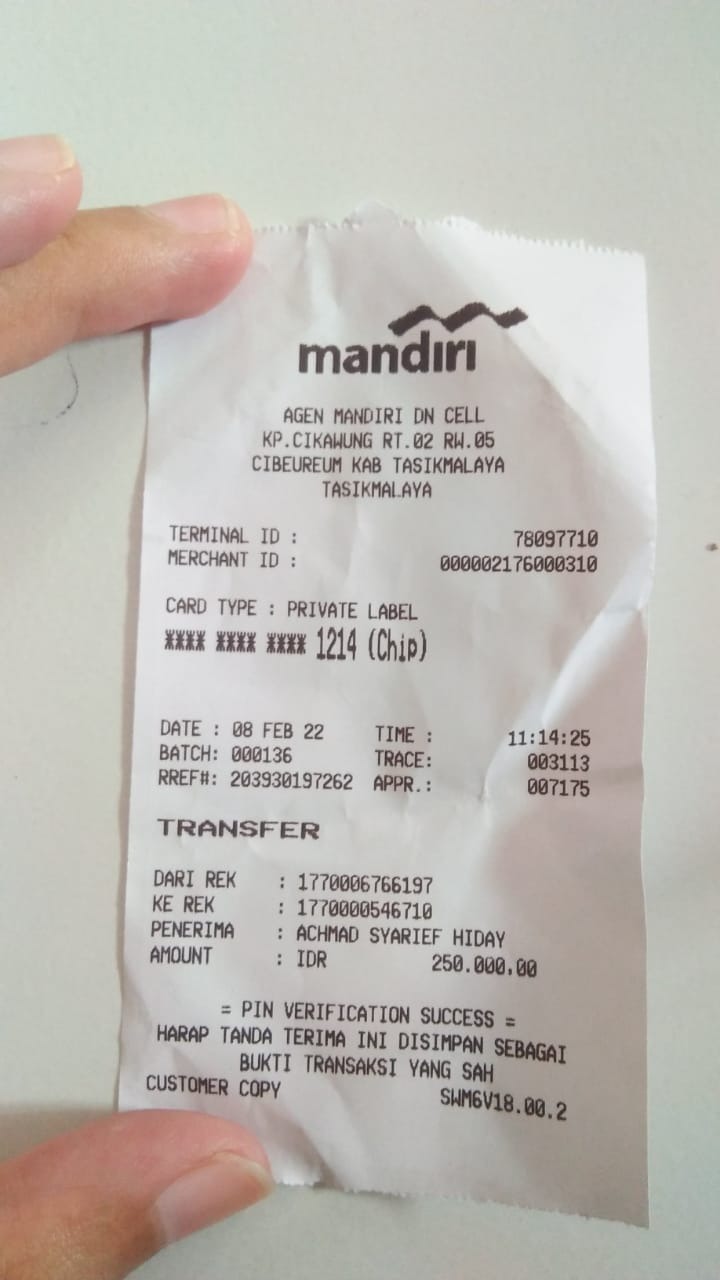 mandırı
AGEN MANDIRI DN CELL
KP.CIKAWUNG RT.02 RW.05
CIBEUREUM KAB TASIKMALAYA
TASIKMALAYA
TERMINAL ID : 78097710
MERCHANT ID : 000002176000310
CARD TYPE : PRIVATE LABEL
**** **** **** 1214 (Chip)
DATE : 08 FEB 22 TIME : 11:14:25
BATCH: 000136 TRACE: 003113
RREF#: 203930197262 APPR.: 007175
TRANSFER
DARI REK : 1770006766197
KE REK : 1770000546710
PENERIMA : ACHMAD SYARIEF HIDAY
AMOUNT : IDR 250.000,00
= PIN VERIFICATION SUCCESS =
HARAP TANDA TERIMA INI DISIMPAN SEBAGAI
BUKTI TRANSAKSI YANG SAH
CUSTOMER COPY SWM6V18.00.2